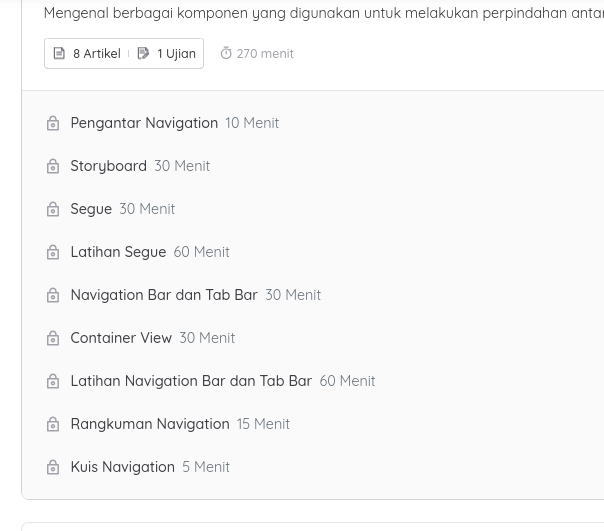 Mengenal berbagai komponen yang digunakan untuk melakukan perpindahan
8 Artikel 1 Ujian 270 menit
Pengantar Navigation 10 Menit
Storyboard 30 Menit
Segue 30 Menit
Latihan Segue 60 Menit
Navigation Bar dan Tab Bar 30 Menit
Container View 30 Menit
Latihan Navigation Bar dan Tab Bar 60 Menit
Rangkuman Navigation 15 Menit
Kuis Navigation 5 Menit